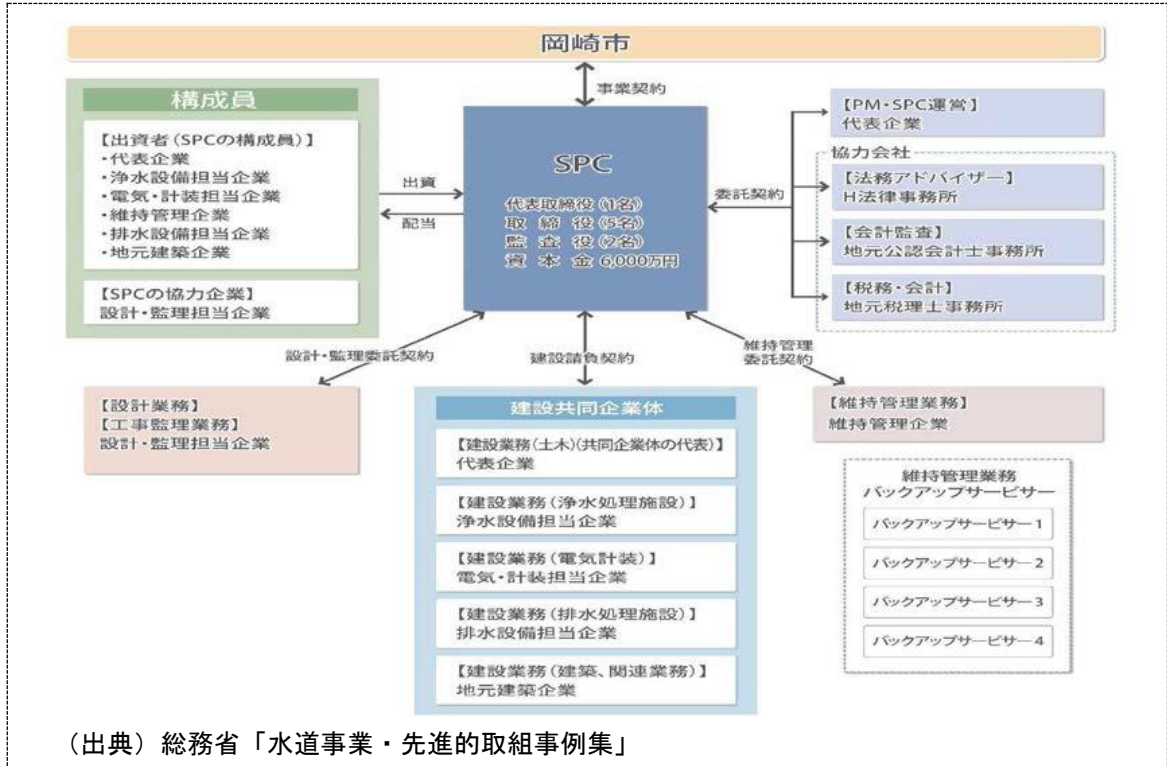 岡崎市
事業契約
構成員
【出資者(SPCの構成員)】
・代表企業
・浄水設備担当企業
・電気・計装担当企業
・維持管理企業
・排水設備担当企業
・地元建築企業
【SPCの協力企業】
設計・監理担当企業
出資
配当
SPC
代表取締役(1名)
取締役(5名)
監査役(2名)
資本金 6,000万円
委託契約
【PM・SPC運営】
代表企業
協力会社
【法務アドバイザー】
H法律事務所
【会計監査】
地元公認会計士事務所
【税務・会計】
地元税理士事務所
設計・監理委託契約
建設請負契約
維持管理
委託契約
【設計業務】
【工事監理業務】
設計・監理担当企業
建設共同企業体
【建設業務(土木)(共同企業体の代表)】
代表企業
【建設業務(浄水処理施設)】
浄水設備担当企業
【建設業務(電気計装)】
電気・計装担当企業
【建設業務(排水処理施設)】
排水設備担当企業
【建設業務(建築、関連業務)】
地元建築企業
【維持管理業務】
維持管理企業
維持管理業務
バックアップサービサー
バックアップサービサー1
バックアップサービサー2
バックアップサービサー3
バックアップサービサー4
(出典)総務省「水道事業・先進的取組事例集」